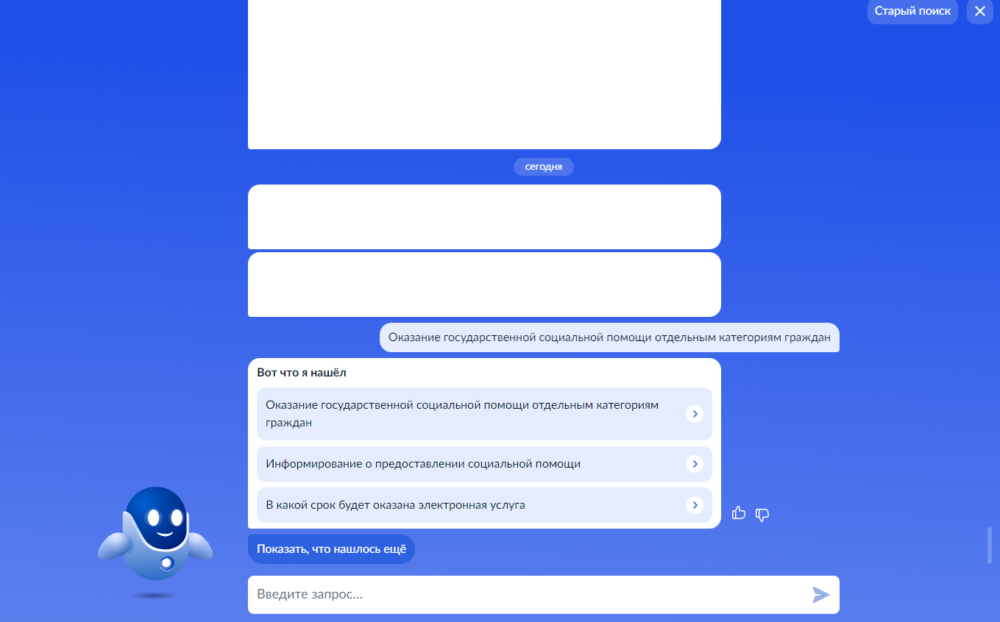 Старый поиск
сегодня
Оказание государственной социальной помощи отдельным категориям граждан
Вот что я нашёл
Оказание государственной социальной помощи отдельным категориям
граждан
Информирование о предоставлении социальной помощи
В какой срок будет оказана электронная услуга
Показать, что нашлось ещё
Введите запрос...